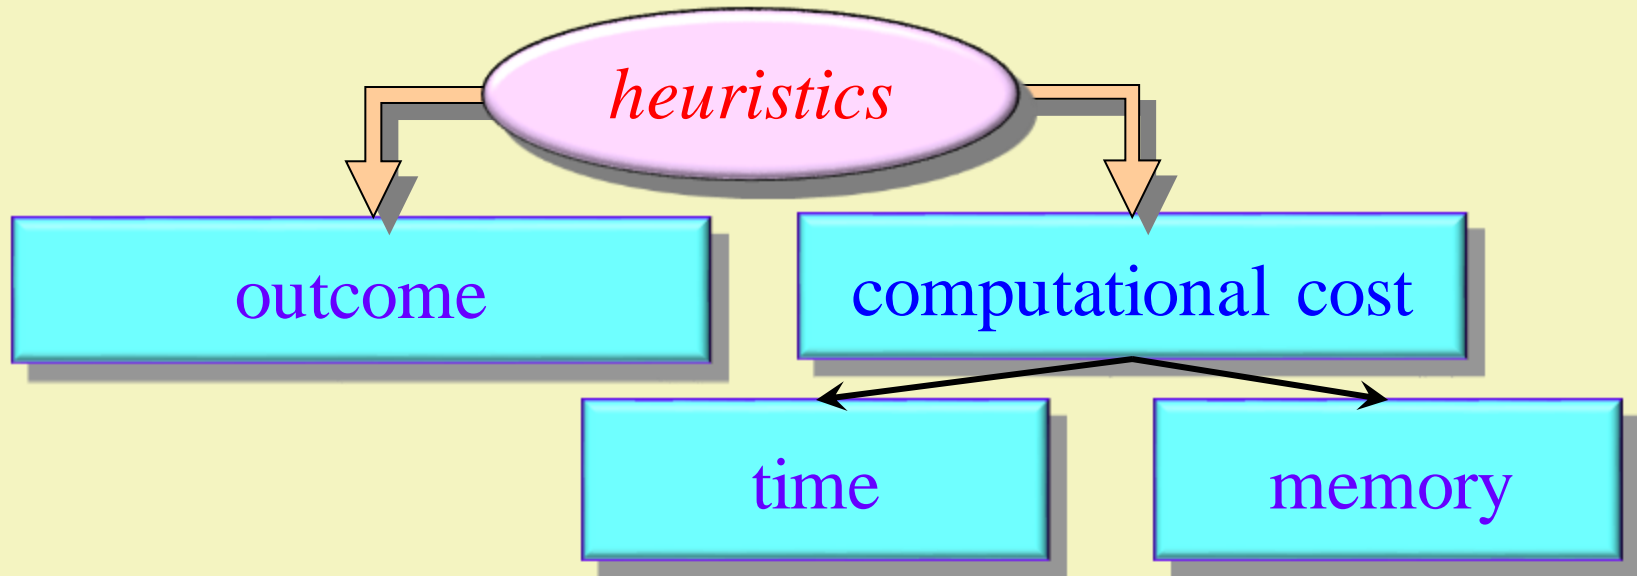 heuristics
outcome
computational cost
time
memory